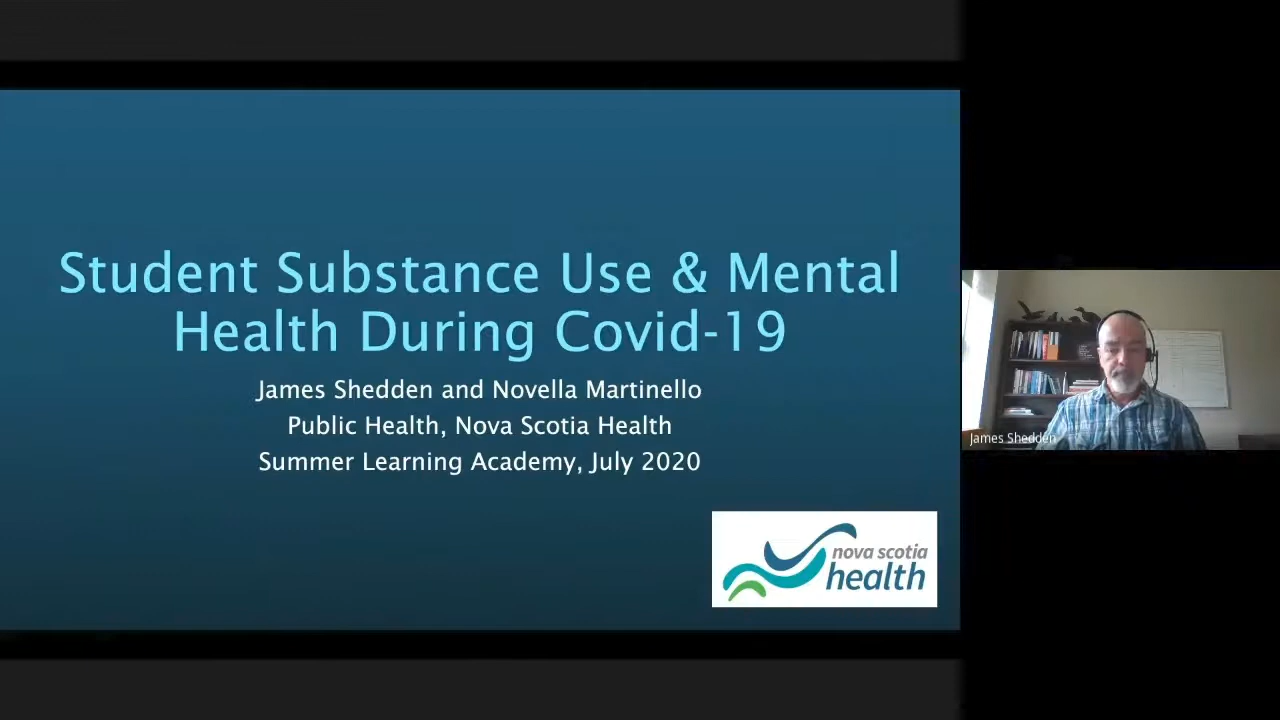 Student Substance Use & Mental
Health During Covid-19
James Shedden and Novella Martinello
Public Health, Nova Scotia Health
Summer Learning Academy, July 2020
nova scotia
health
James Shedden